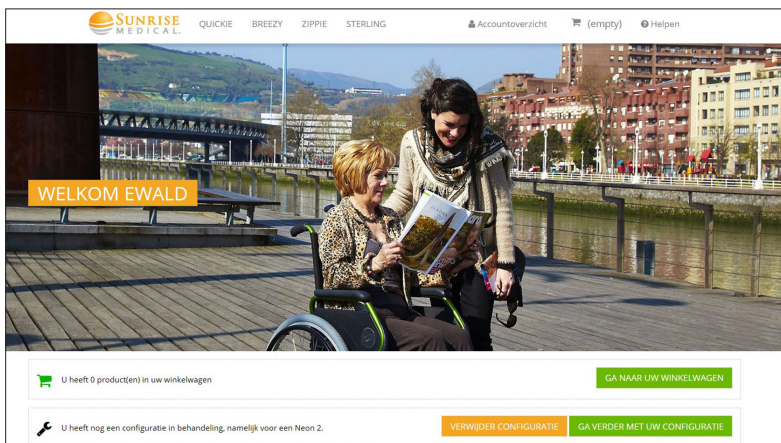 SUNRISE
MEDICAL.
QUICKIE BREEZY ZIPPIE STERLING Accountoverzicht (empty) Helpen
WELKOM EWALD
U heeft 0 product(en) in uw winkelwagen GA NAAR UW WINKELWAGEN
U heeft nog een configuratie in behandeling, namelijk voor een Neon 2. VERWIJDER CONFIGURATIE GA VERDER MET UW CONFIGURATIE